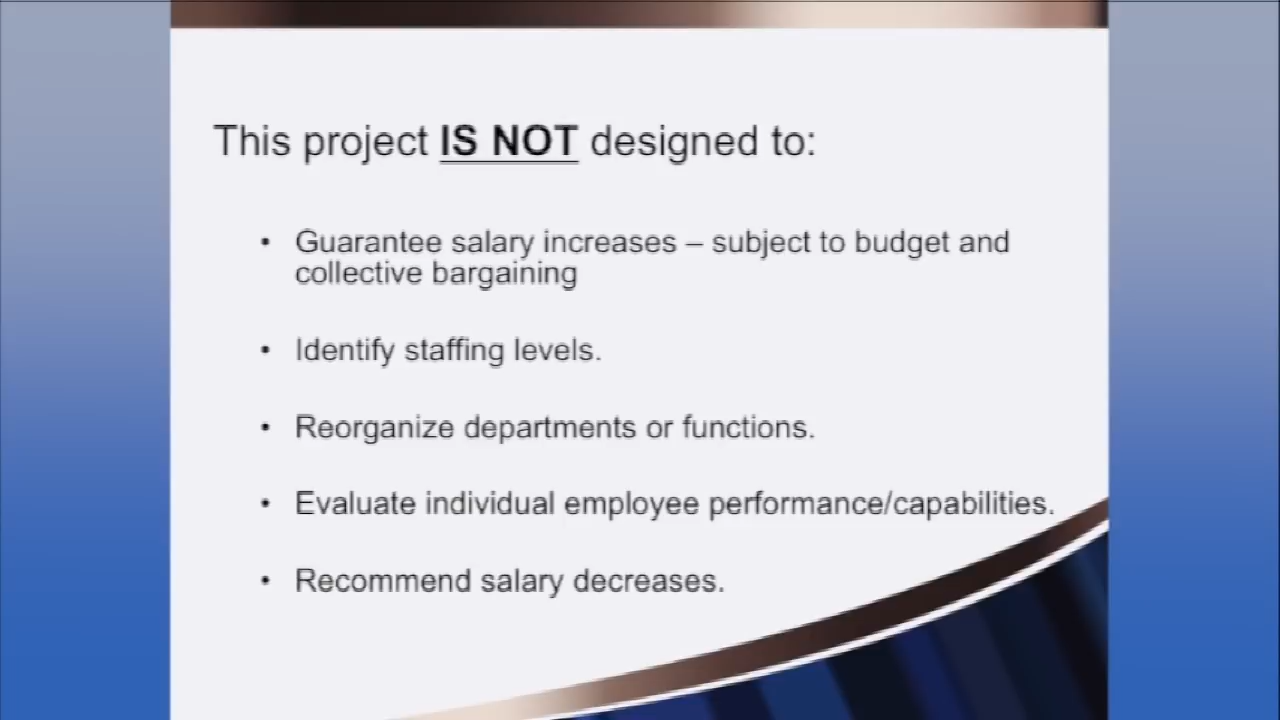 This project IS NOT designed to:
• Guarantee salary increases – subject to budget and
collective bargaining
• Identify staffing levels.
• Reorganize departments or functions.
• Evaluate individual employee performance/capabilities.
• Recommend salary decreases.